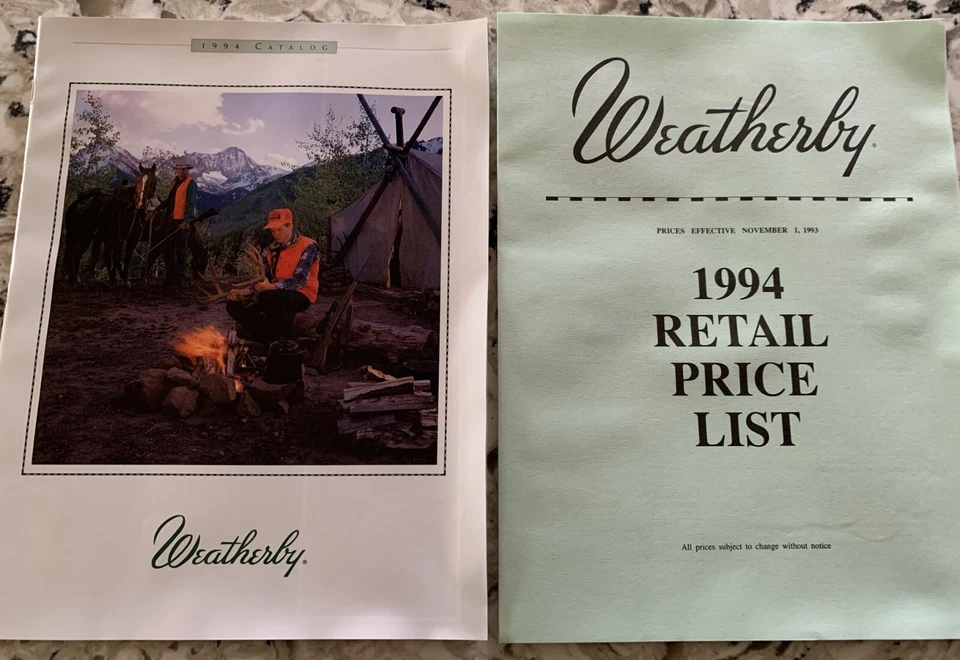 1994 CATALOG
Weatherby®
Weatherby®
PRICES EFFECTIVE NOVEMBER 1, 1993
1994
RETAIL
PRICE
LIST
All prices subject to change without notice